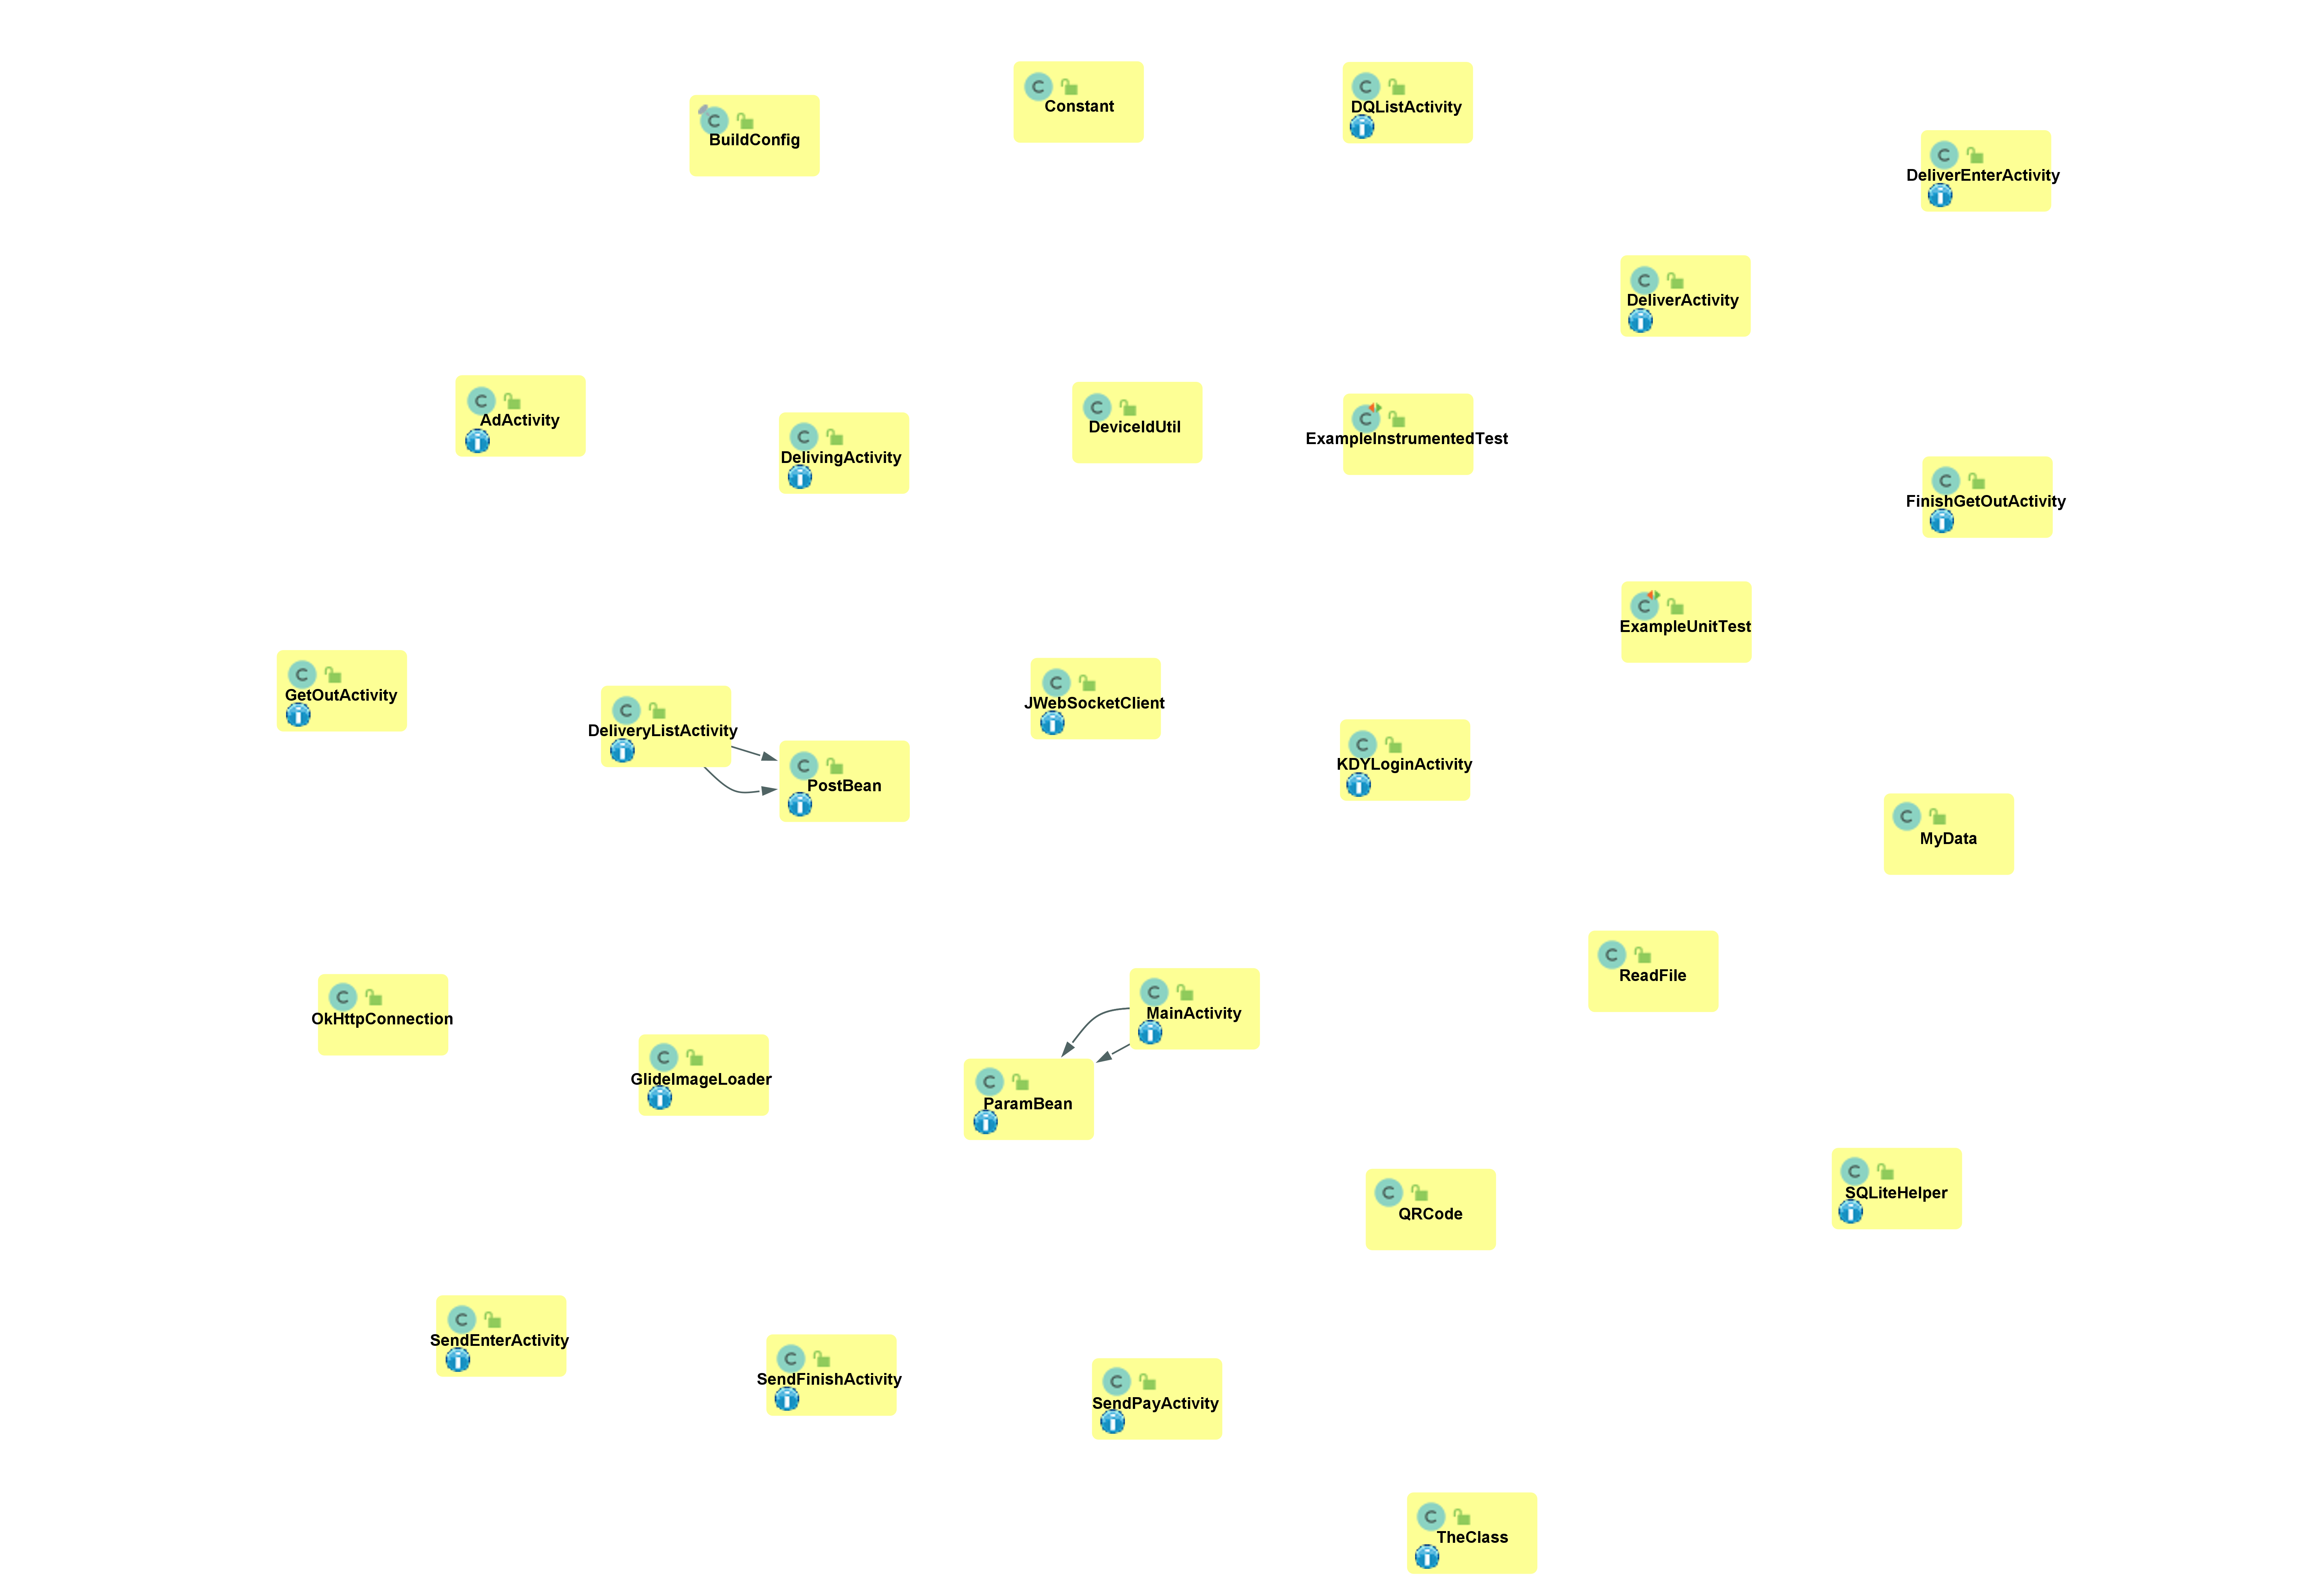 Constant
DQListActivity
BuildConfig
DeliverEnterActivity
DeliverActivity
AdActivity
DeviceIdUtil
ExampleInstrumentedTest
DelivingActivity
FinishGetOutActivity
ExampleUnitTest
GetOutActivity
JWebSocketClient
DeliveryListActivity
KDYLoginActivity
PostBean
MyData
ReadFile
MainActivity
OkHttpConnection
GlideImageLoader
ParamBean
SQLiteHelper
QRCode
SendEnterActivity
SendFinishActivity
SendPayActivity
TheClass